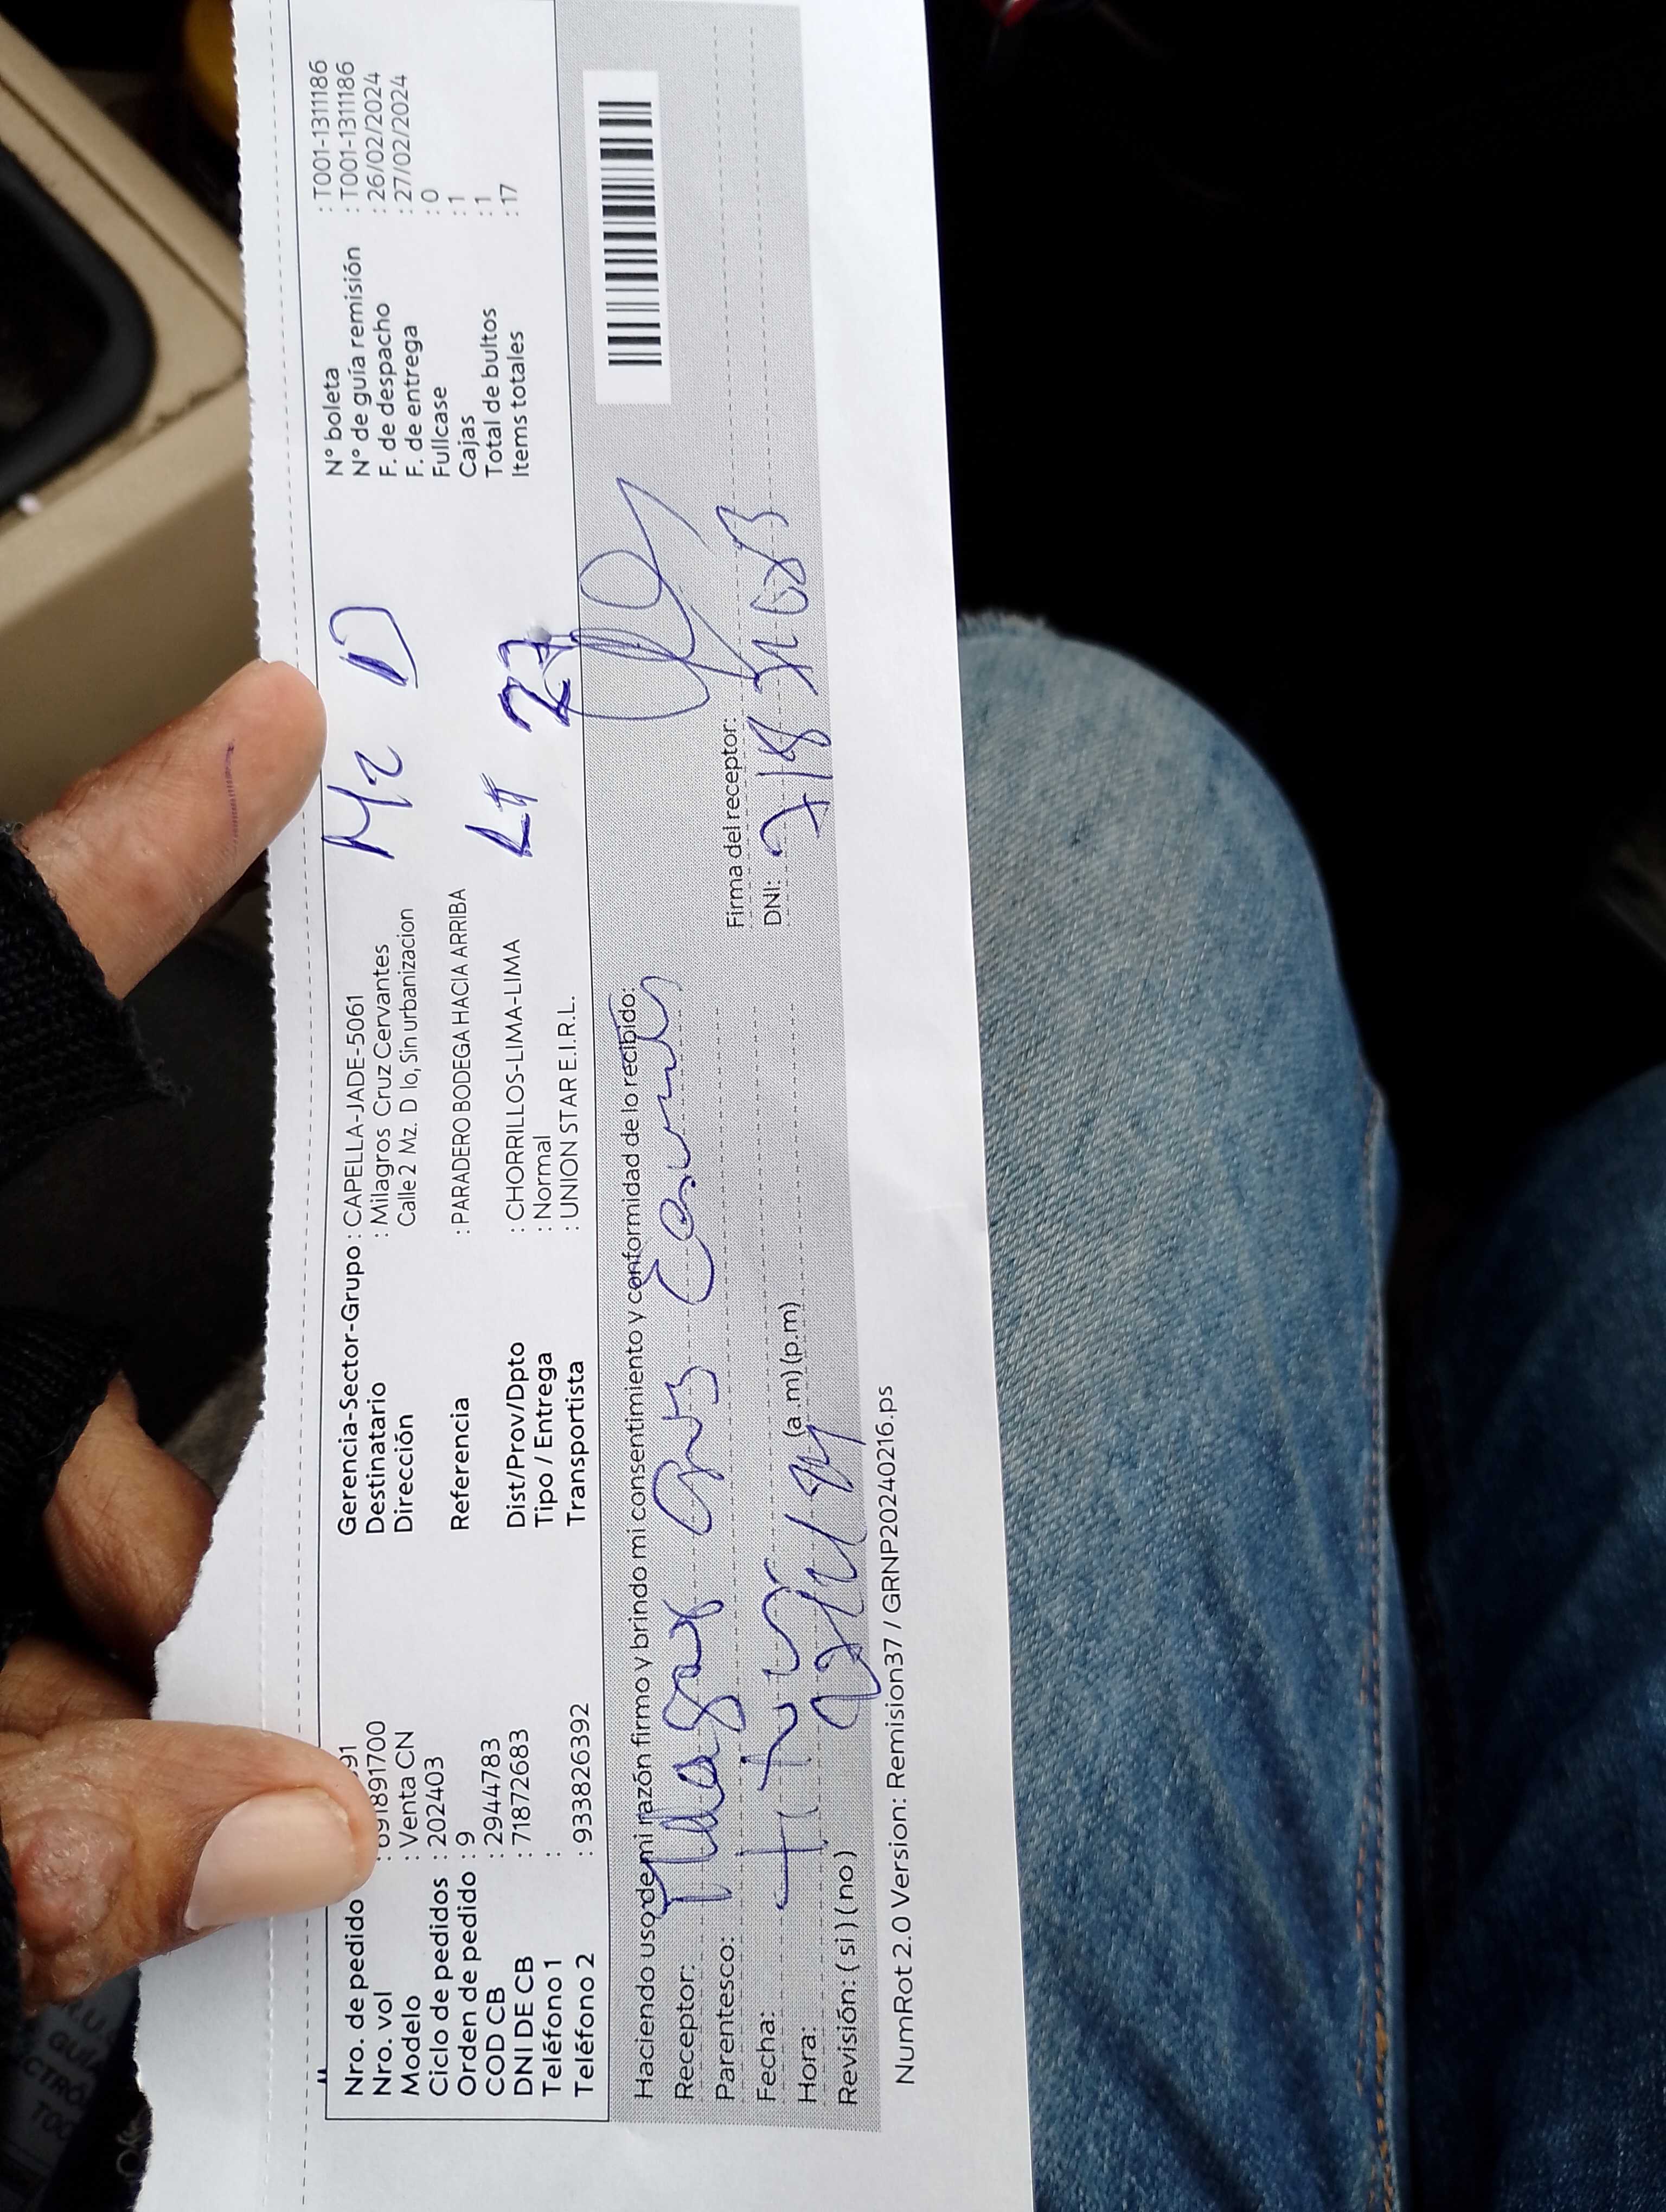 Nro. de pedido 91
Nro. vol : 691891700
Modelo : Venta CN
Ciclo de pedidos : 202403
Orden de pedido : 9
COD CB : 2944783
DNI DE CB : 71872683
Teléfono 1 :
Teléfono 2 : 933826392
Gerencia-Sector-Grupo : CAPELLA-JADE-5061
Destinatario : Milagros Cruz Cervantes
Dirección Calle 2 Mz. D lo, Sin urbanizacion
Referencia : PARADERO BODEGA HACIA ARRIBA
Dist/Prov/Dpto : CHORRILLOS-LIMA-LIMA
Tipo / Entrega : Normal
Transportista : UNION STAR E.I.R.L.
Mz D
Lt 27
N° boleta : T001-1311186
N° de guía remisión : T001-1311186
F. de despacho : 26/02/2024
F. de entrega : 27/02/2024
Fullcase : 0
Cajas : 1
Total de bultos : 1
Items totales : 17
Haciendo uso de mi razón firmo y brindo mi consentimiento y conformidad de lo recibido:
Receptor:
Parentesco:
Fecha:
Hora: (a.m) (p.m)
Revisión: ( si ) ( no )
Firma del receptor:
DNI:
NumRot 2.0 Version: Remision37 / GRNP20240216.ps